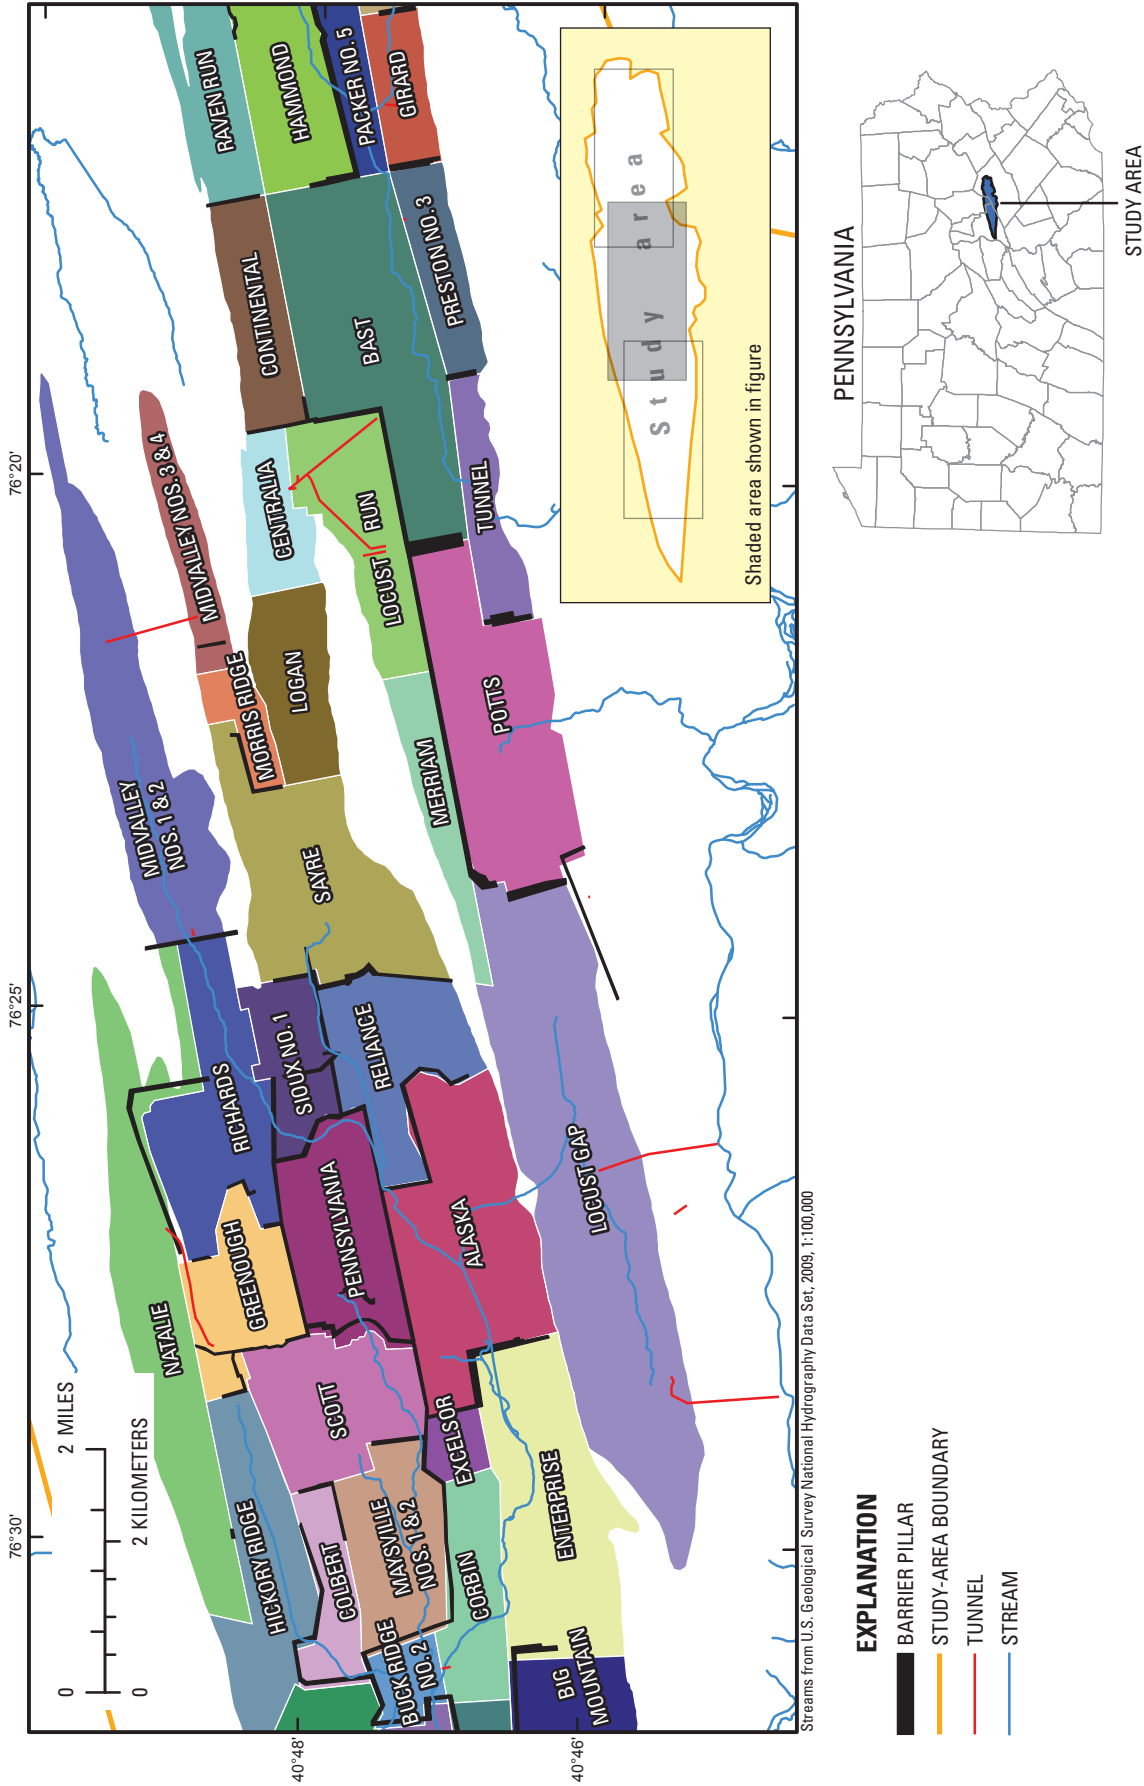 76°30'
76°25'
76°20'
40°48'
40°46'
0
2 MILES
0
2 KILOMETERS
RAVEN RUN
HAMMOND
PACKER NO. 5
GIRARD
CONTINENTAL
BAST
PRESTON NO. 3
MIDVALLEY NOS. 3 & 4
CENTRALIA
LOCUST RUN
TUNNEL
MORRIS RIDGE
LOGAN
MIDVALLEY
NOS. 1 & 2
MERRIAM
POTTS
SAYRE
RICHARDS
SIOUX NO. 1
RELIANCE
NATALIE
GREENOUGH
PENNSYLVANIA
ALASKA
LOCUST GAP
SCOTT
EXCELSOR
HICKORY RIDGE
COLBERT
MAYSVILLE
NOS. 1 & 2
CORBIN
ENTERPRISE
BUCK RIDGE
NO. 2
BIG
MOUNTAIN
Study area
Shaded area shown in figure
Streams from U.S. Geological Survey National Hydrography Data Set, 2009, 1:100,000
EXPLANATION
BARRIER PILLAR
STUDY-AREA BOUNDARY
TUNNEL
STREAM
PENNSYLVANIA
STUDY AREA